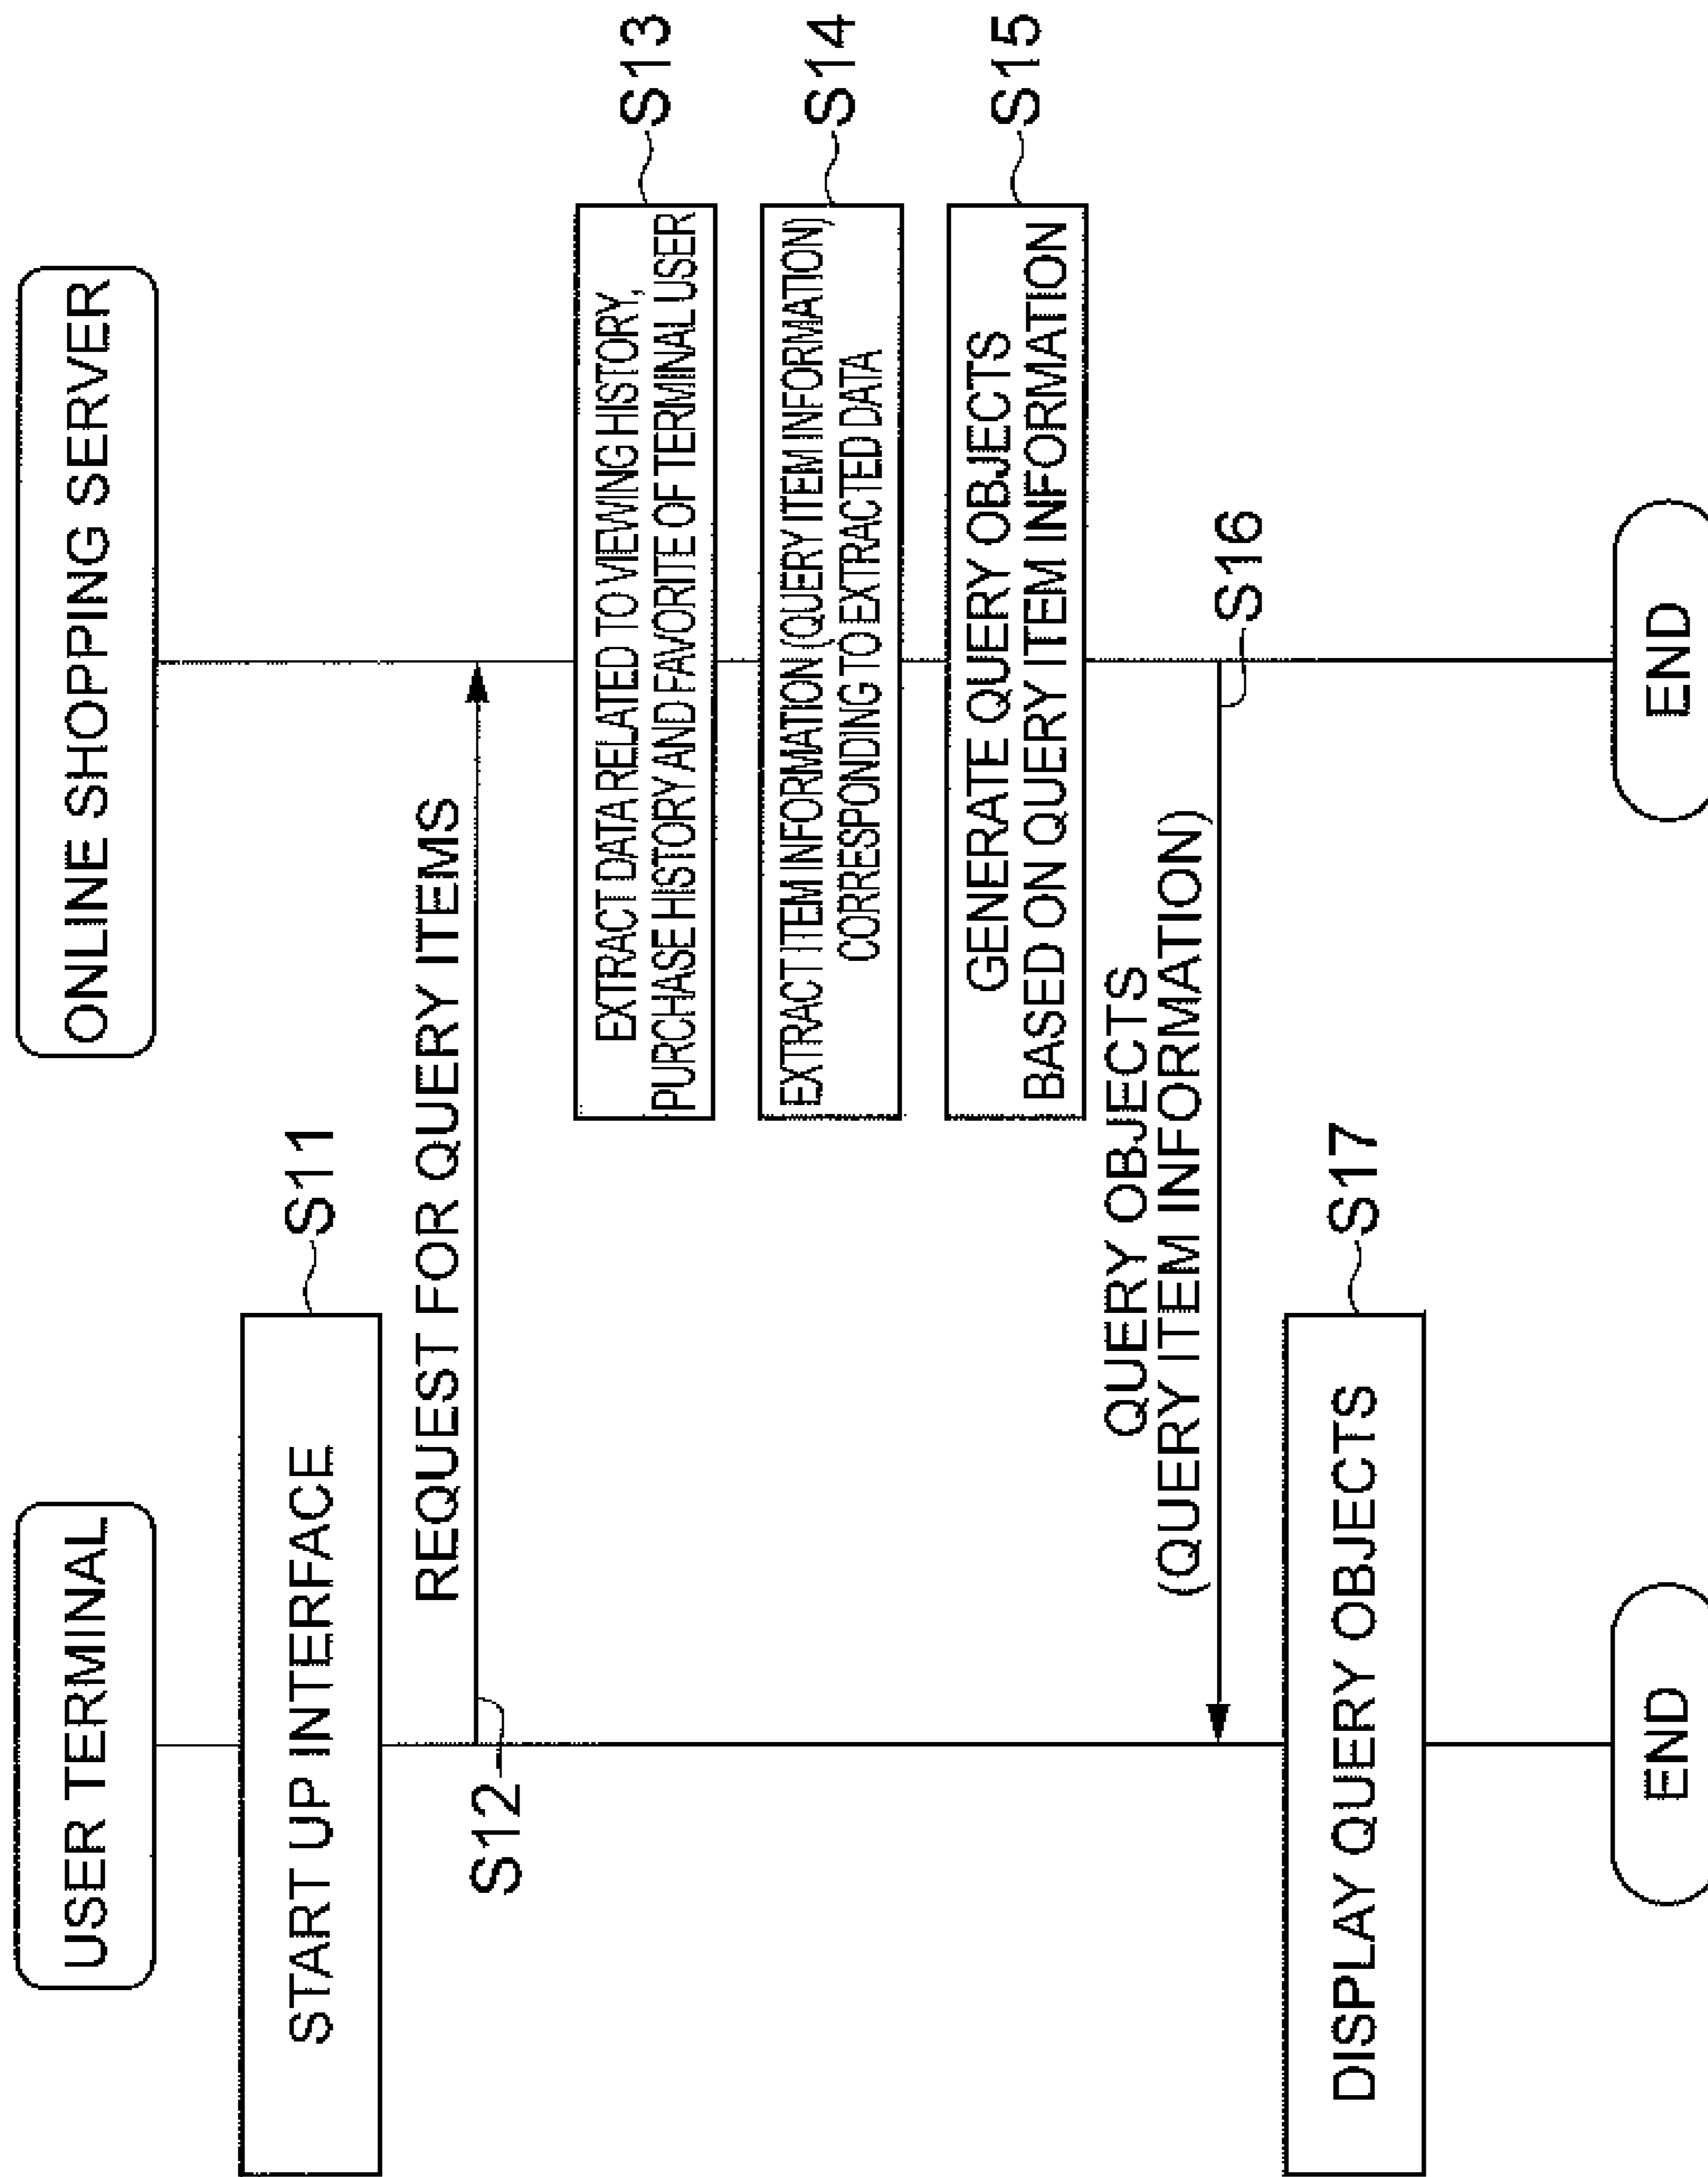 USER TERMINAL
ONLINE SHOPPING SERVER
START UP INTERFACE
S11
REQUEST FOR QUERY ITEMS
S12
EXTRACT DATA RELATED TO VIEWING HISTORY,
PURCHASE HISTORY AND FAVORITE OF TERMINAL USER
S13
EXTRACT ITEM INFORMATION (QUERY ITEM INFORMATION)
CORRESPONDING TO EXTRACTED DATA
S14
GENERATE QUERY OBJECTS
BASED ON QUERY ITEM INFORMATION
S15
QUERY OBJECTS
(QUERY ITEM INFORMATION)
S16
DISPLAY QUERY OBJECTS
S17
END
END